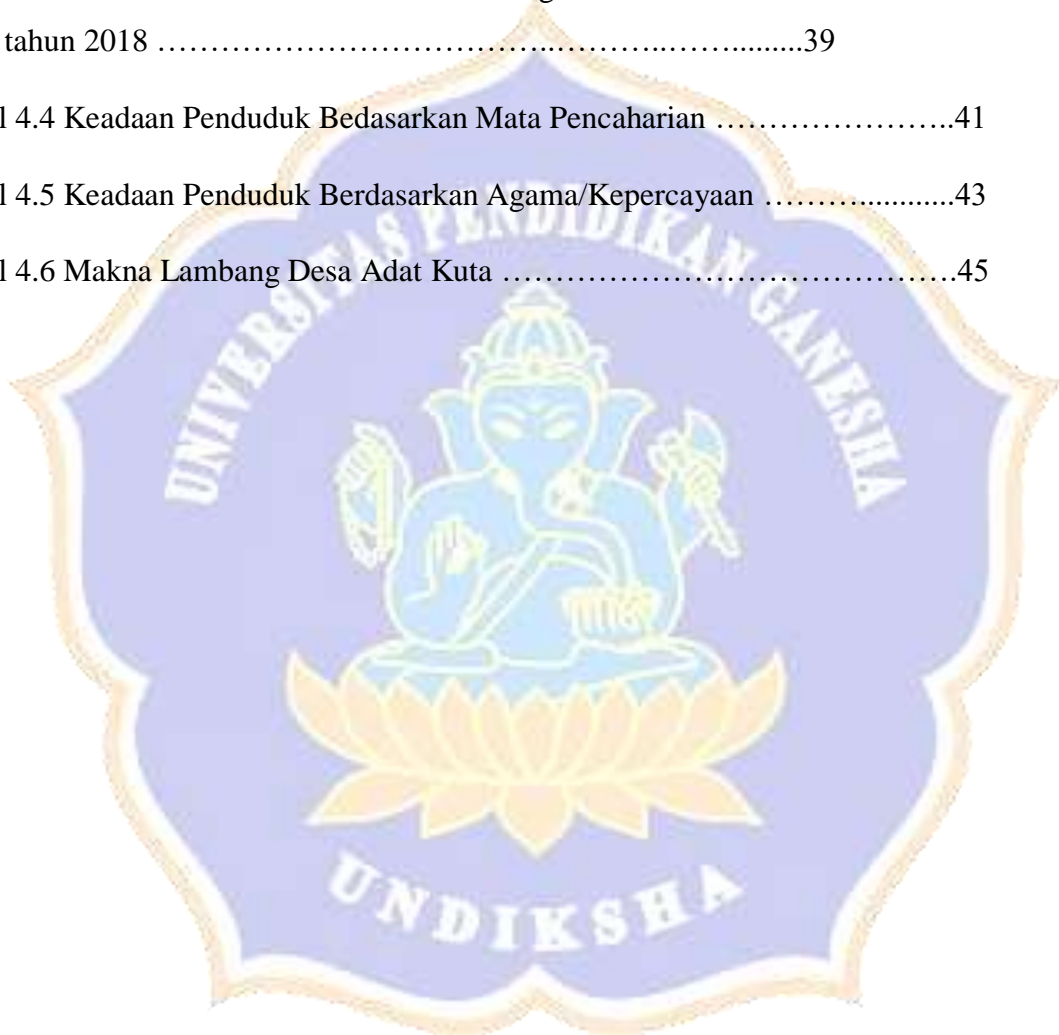 tahun 2018 ……………………………..………..…….........39
l 4.4 Keadaan Penduduk Bedasarkan Mata Pencaharian …………………..41
l 4.5 Keadaan Penduduk Berdasarkan Agama/Kepercayaan ………............43
l 4.6 Makna Lambang Desa Adat Kuta …………………………………….45
UNIVERSITAS PENDIDIKAN GANESHA
UNDIKSHA